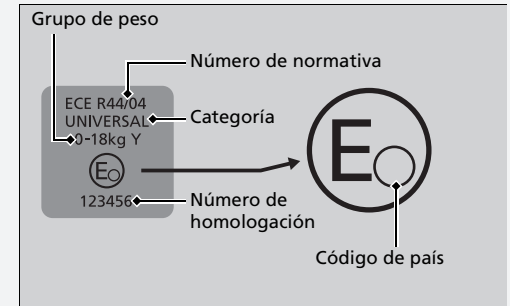 Grupo de peso
Número de normativa
ECE R44/04
UNIVERSAL
Categoría
0-18kg Y
E
E
123456
Número de
homologación
Código de país